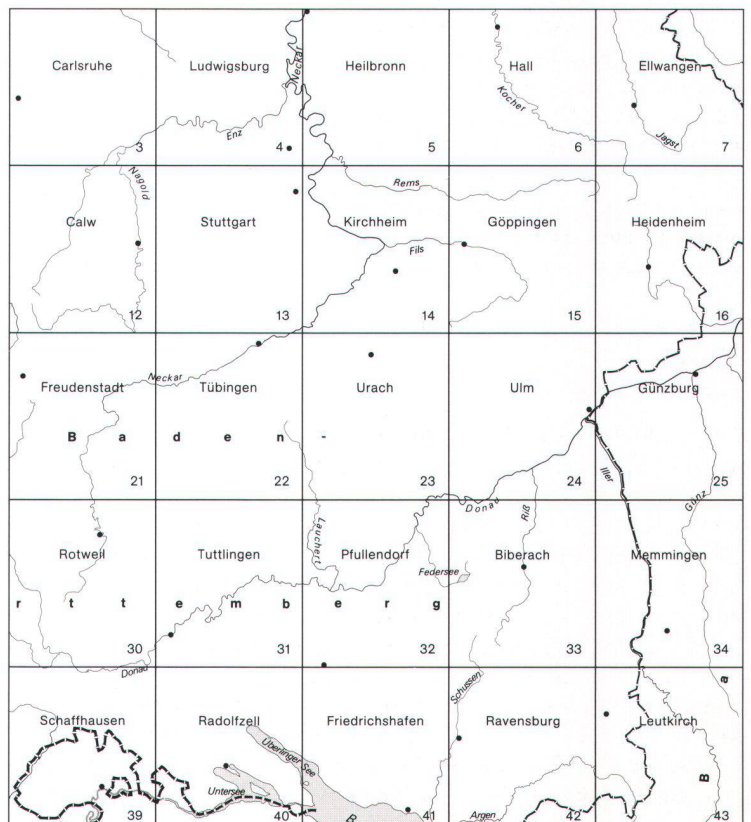 Carlsruhe
Ludwigsburg
Neckar
Heilbronn
Hall
Ellwangen
Kocher
Enz
Jagst
3
4
5
6
7
Nagold
Rems
Calw
Stuttgart
Kirchheim
Göppingen
Heidenheim
Fils
12
13
14
15
16
Neckar
Freudenstadt
Tübingen
Urach
Ulm
Günzburg
B a d e n -
Iller
21
22
23
24
25
Donau
Riß
Günz
Lauchert
Rotweil
Tuttlingen
Pfullendorf
Biberach
Memmingen
Federsee
r t t e m b e r g
30
31
32
33
34
Donau
Schussen
a
Schaffhausen
Radolfzell
Friedrichshafen
Ravensburg
Leutkirch
Überlinger See
B
Untersee
39
40
B
41
Argen
42
43